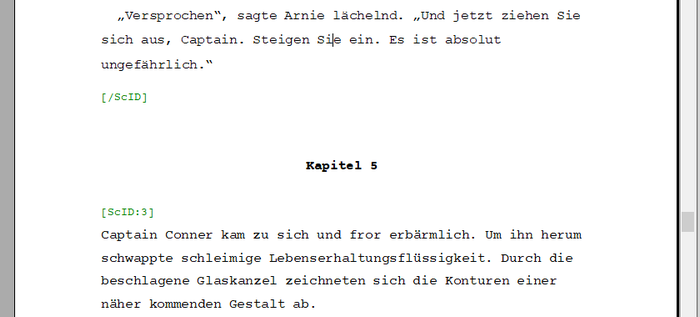 „Versprochen“, sagte Arnie lächelnd. „Und jetzt ziehen Sie
sich aus, Captain. Steigen Sie ein. Es ist absolut
ungefährlich.“
[/ScID]
Kapitel 5
[ScID:3]
Captain Conner kam zu sich und fror erbärmlich. Um ihn herum
schwappte schleimige Lebenserhaltungsflüssigkeit. Durch die
beschlagene Glaskanzel zeichneten sich die Konturen einer
näher kommenden Gestalt ab.